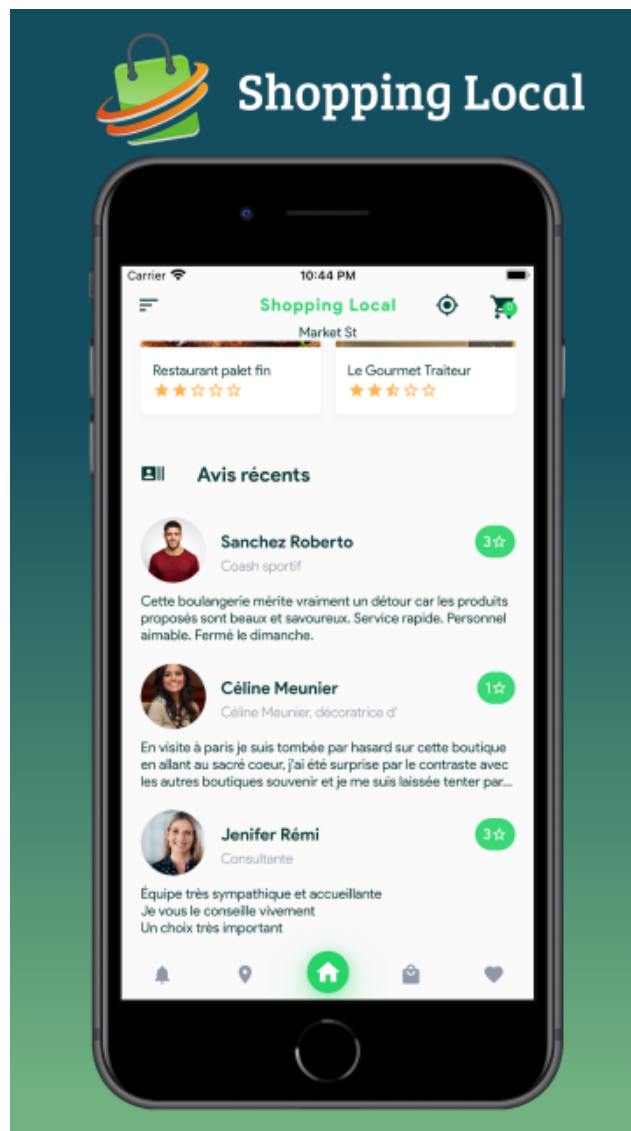 Shopping Local
Carrier 10:44 PM
Shopping Local 0
Market St
Restaurant palet fin Le Gourmet Traiteur
Avis récents
Sanchez Roberto 3
Coash sportif
Cette boulangerie mérite vraiment un détour car les produits
proposés sont beaux et savoureux. Service rapide. Personnel
aimable. Fermé le dimanche.
Céline Meunier 1
Céline Meunier, décoratrice d'
En visite à paris je suis tombée par hasard sur cette boutique
en allant au sacré coeur, j'ai été surprise par le contraste avec
les autres boutiques souvenir et je me suis laissée tenter par...
Jenifer Rémi 3
Consultante
Équipe très sympathique et accueillante
Je vous le conseille vivement
Un choix très important